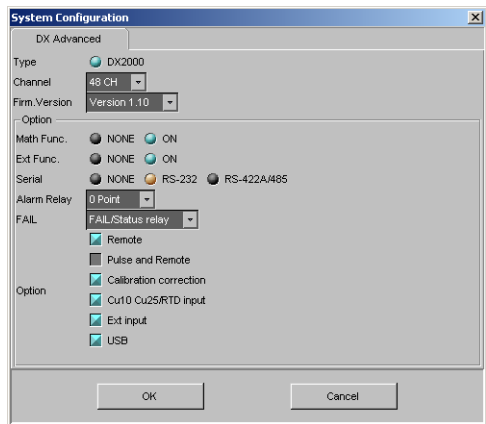 System Configuration
DX Advanced
Type DX2000
Channel 48 CH
Firm.Version Version 1.10
Option
Math Func. NONE ON
Ext Func. NONE ON
Serial NONE RS-232 RS-422A/485
Alarm Relay 0 Point
FAIL FAIL/Status relay
Remote
Pulse and Remote
Calibration correction
Option
Cu10 Cu25/RTD input
Ext input
USB
OK Cancel